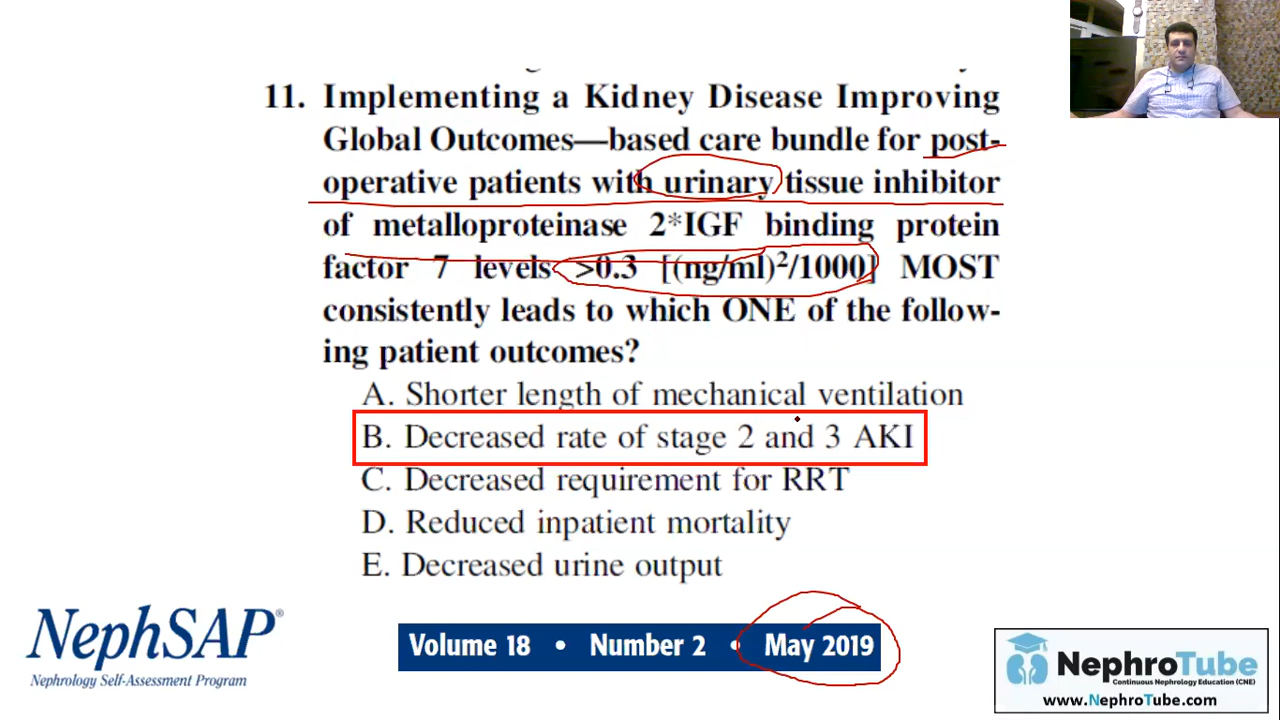 11. Implementing a Kidney Disease Improving
Global Outcomes—based care bundle for post-
operative patients with urinary tissue inhibitor
of metalloproteinase 2*IGF binding protein
factor 7 levels >0.3 [(ng/ml)²/1000] MOST
consistently leads to which ONE of the follow-
ing patient outcomes?
A. Shorter length of mechanical ventilation
B. Decreased rate of stage 2 and 3 AKI
C. Decreased requirement for RRT
D. Reduced inpatient mortality
E. Decreased urine output
NephSAP®
Nephrology Self-Assessment Program
Volume 18 • Number 2 • May 2019
NephroTube
Continuous Nephrology Education (CNE)
www.NephroTube.com